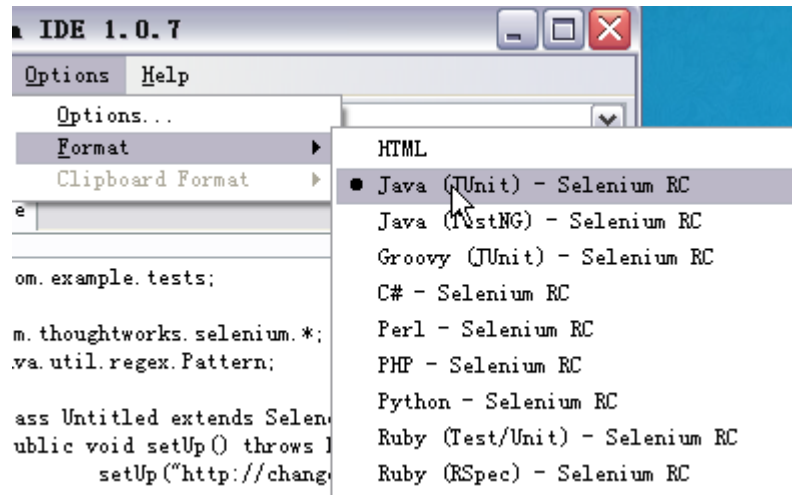 IDE 1.0.7
Options Help
Options...
Format
Clipboard Format
HTML
Java (JUnit) - Selenium RC
Java (TestNG) - Selenium RC
Groovy (JUnit) - Selenium RC
C# - Selenium RC
Perl - Selenium RC
PHP - Selenium RC
Python - Selenium RC
Ruby (Test/Unit) - Selenium RC
Ruby (RSpec) - Selenium RC
e
om.example.tests;
m.thoughtworks.selenium.*;
va.util.regex.Pattern;
ass Untitled extends Selen
ublic void setUp() throws
setUp("http://chang